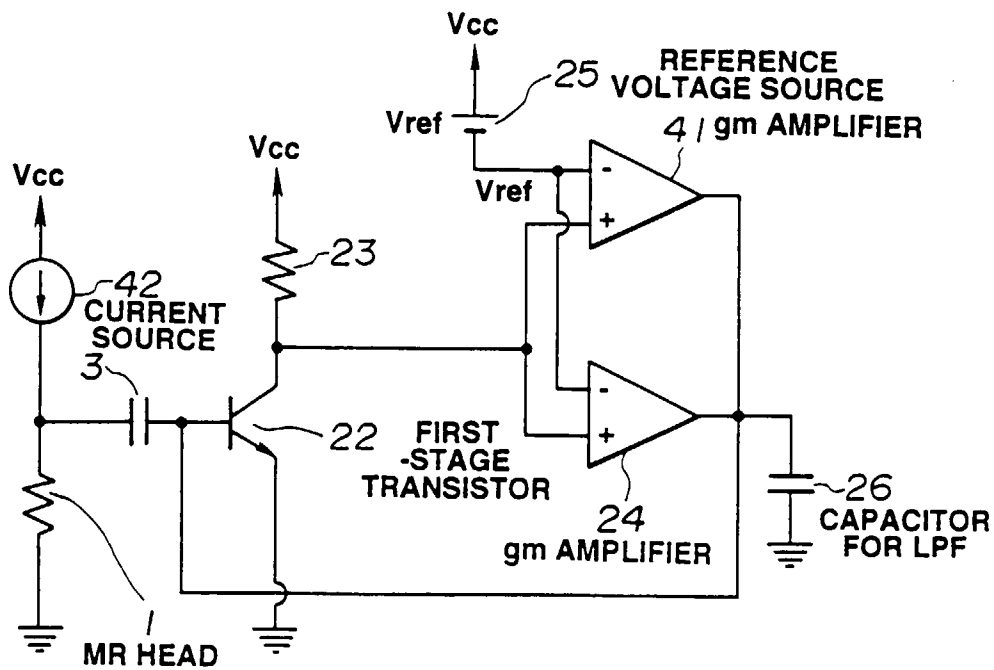 Vcc
25
REFERENCE
VOLTAGE SOURCE
Vref
41 gm AMPLIFIER
Vcc
Vcc
Vref
-
+
23
42
CURRENT
SOURCE
3
-
+
22
FIRST
-STAGE
TRANSISTOR
24
gm AMPLIFIER
26
CAPACITOR
FOR LPF
1
MR HEAD